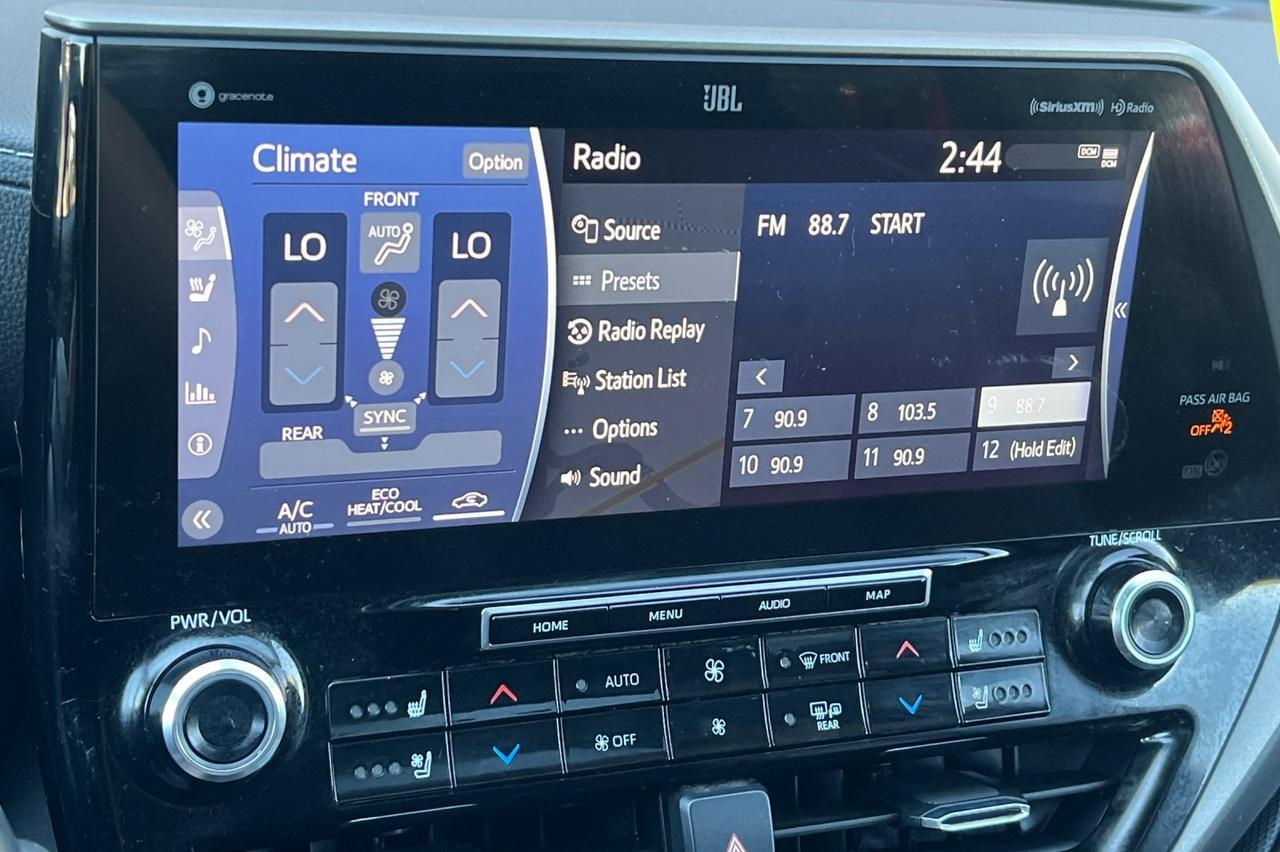 gracenote
JBL
SiriusXM HD Radio
Climate Option
Radio
2:44
DCM
DCM
FRONT
LO AUTO LO
SYNC
REAR
A/C
AUTO
ECO
HEAT/COOL
Source
Presets
Radio Replay
Station List
Options
Sound
FM 88.7 START
7 90.9 8 103.5 9 88.7
10 90.9 11 90.9 12 (Hold Edit)
PASS AIR BAG
OFF 2
PWR/VOL
TUNE/SCROLL
HOME MENU AUDIO MAP
AUTO FRONT
OFF REAR